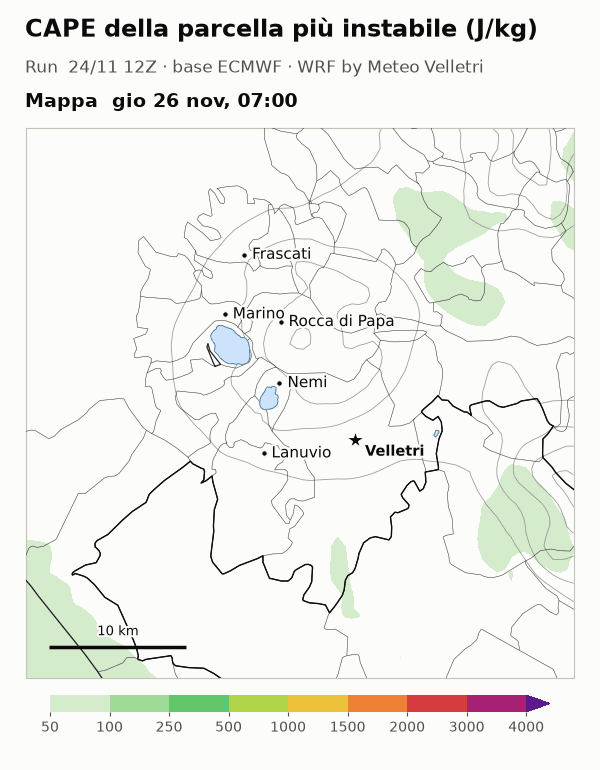 CAPE della parcella più instabile (J/kg)
Run  24/11 12Z · base ECMWF · WRF by Meteo Velletri
Mappa  gio 26 nov, 07:00
Frascati
Marino
Rocca di Papa
Nemi
Velletri
Lanuvio
10 km
50 100 250 500 1000 1500 2000 3000 4000